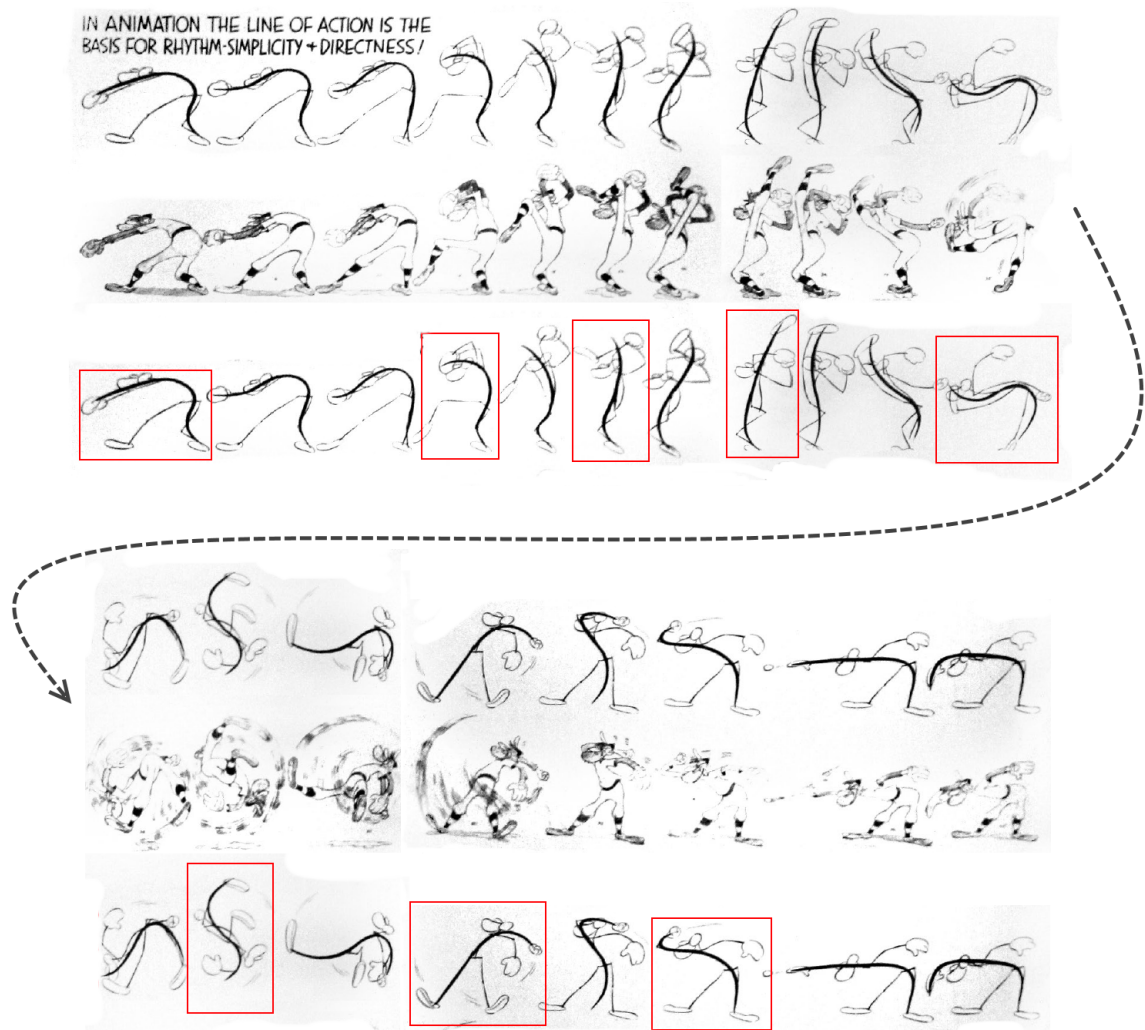 IN ANIMATION THE LINE OF ACTION IS THE
BASIS FOR RHYTHM-SIMPLICITY + DIRECTNESS!